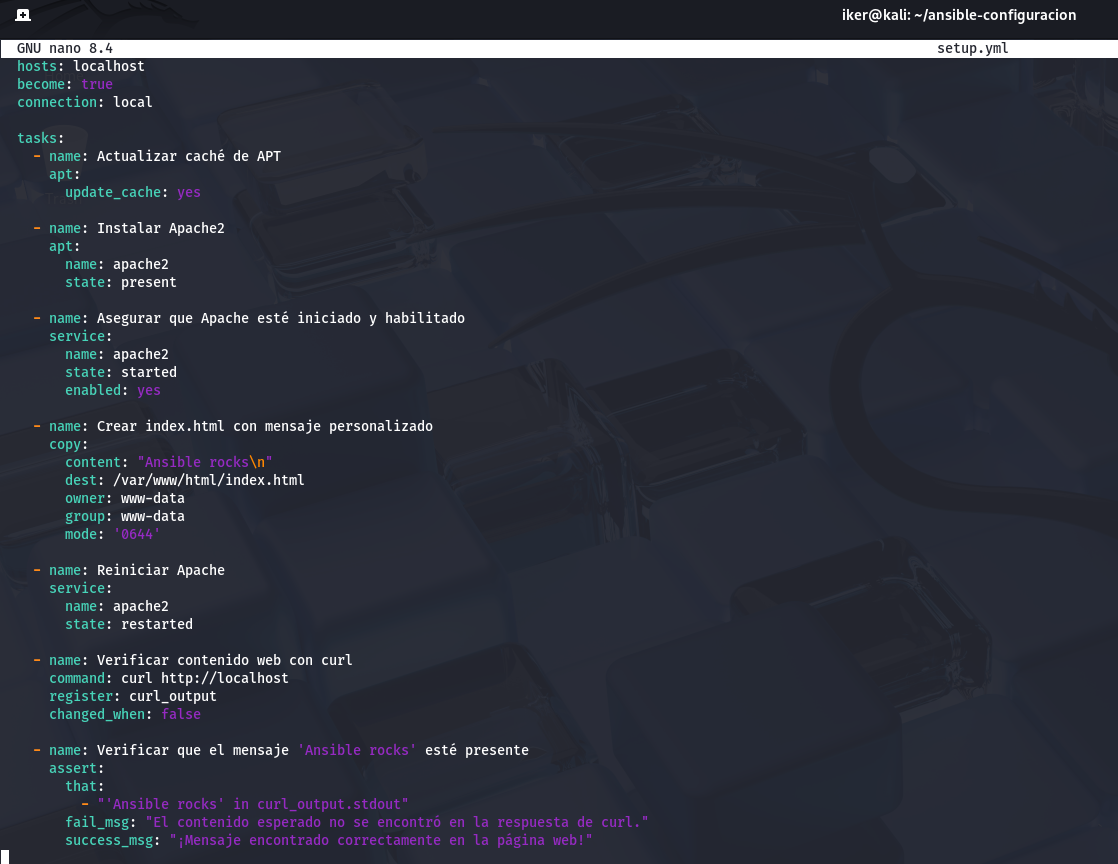 iker@kali: ~/ansible-configuracion
GNU nano 8.4 setup.yml
hosts: localhost
become: true
connection: local
tasks:
- name: Actualizar caché de APT
apt:
update_cache: yes
- name: Instalar Apache2
apt:
name: apache2
state: present
- name: Asegurar que Apache esté iniciado y habilitado
service:
name: apache2
state: started
enabled: yes
- name: Crear index.html con mensaje personalizado
copy:
content: "Ansible rocks\n"
dest: /var/www/html/index.html
owner: www-data
group: www-data
mode: '0644'
- name: Reiniciar Apache
service:
name: apache2
state: restarted
- name: Verificar contenido web con curl
command: curl http://localhost
register: curl_output
changed_when: false
- name: Verificar que el mensaje 'Ansible rocks' esté presente
assert:
that:
- "'Ansible rocks' in curl_output.stdout"
fail_msg: "El contenido esperado no se encontró en la respuesta de curl."
success_msg: "¡Mensaje encontrado correctamente en la página web!"